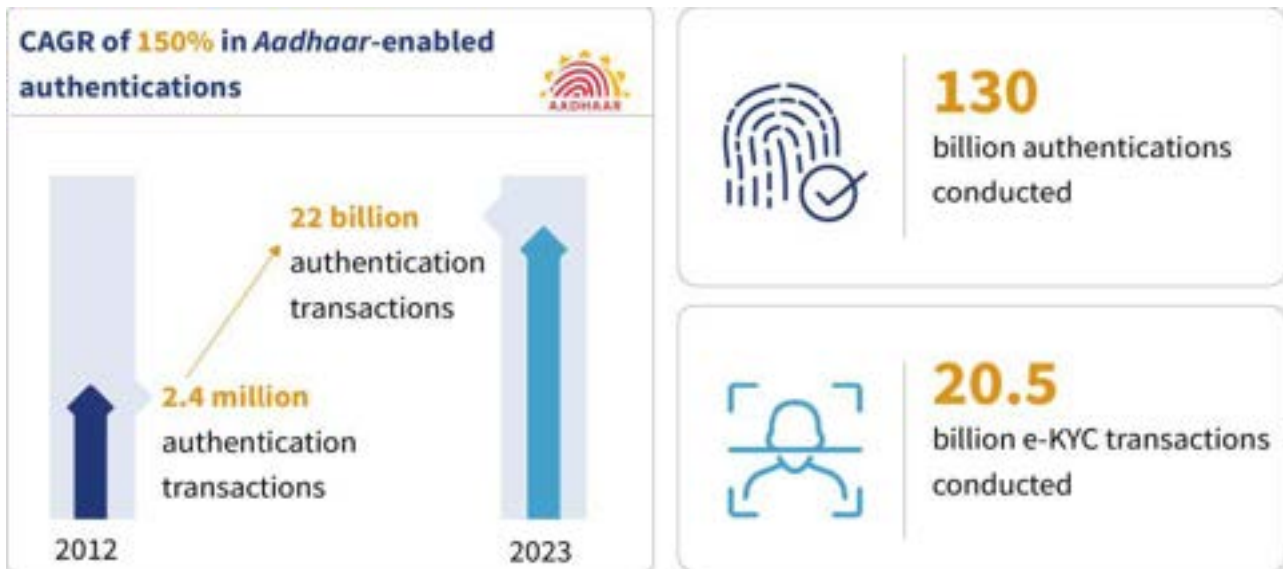 CAGR of 150% in Aadhaar-enabled
authentications
AADHAAR
22 billion
authentication
transactions
2.4 million
authentication
transactions
2012
2023
130
billion authentications
conducted
20.5
billion e-KYC transactions
conducted